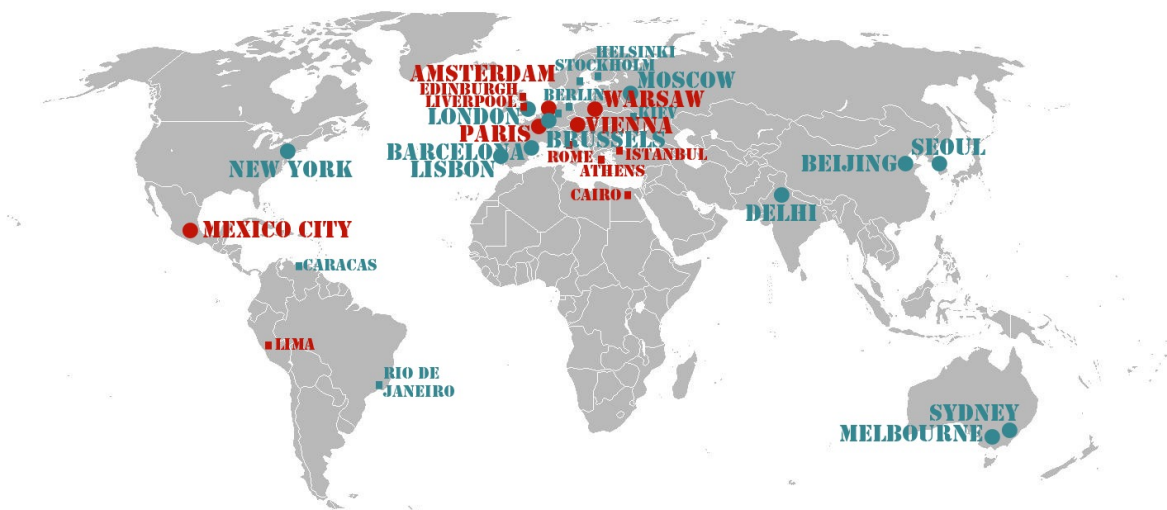 HELSINKI
STOCKHOLM
AMSTERDAM
MOSCOW
EDINBURGH
BERLIN
LIVERPOOL
WARSAW
LONDON
KIEV
PARIS
VIENNA
BRUSSELS
BARCELONA
ROME
ISTANBUL
LISBON
ATHENS
NEW YORK
CAIRO
BEIJING
SEOUL
DELHI
MEXICO CITY
CARACAS
LIMA
RIO DE
JANEIRO
SYDNEY
MELBOURNE